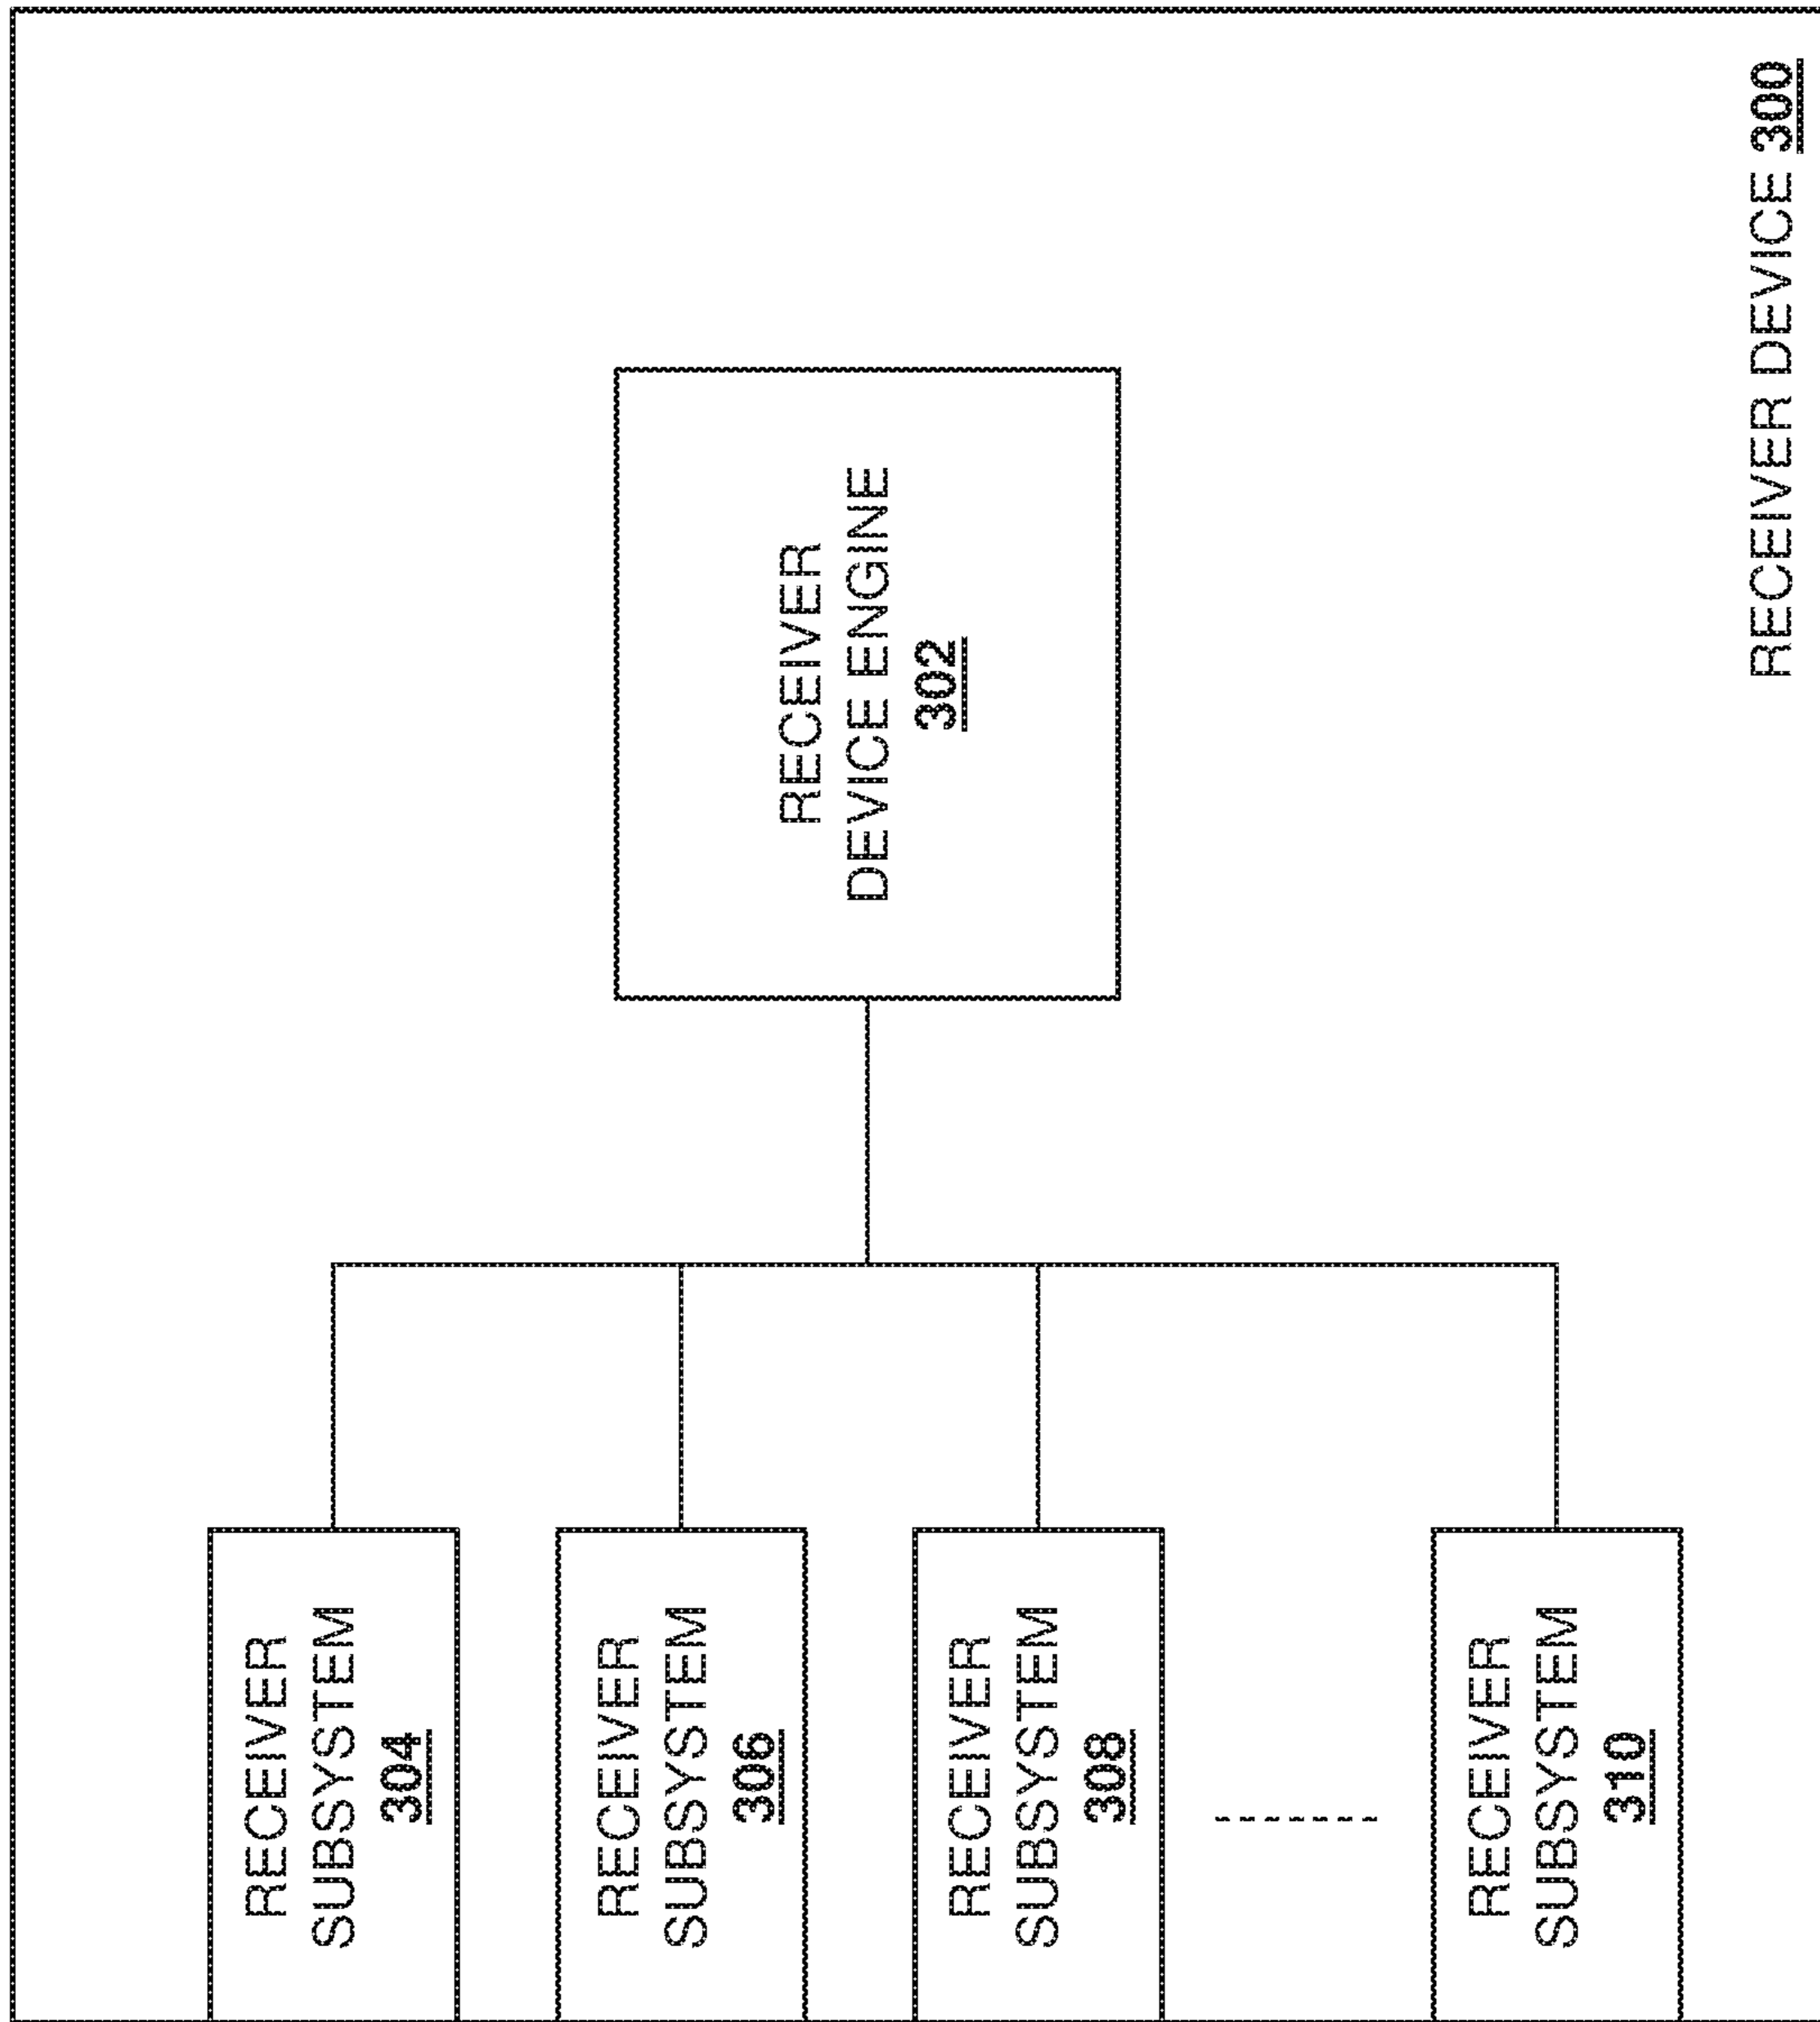 RECEIVER
SUBSYSTEM
304
RECEIVER
SUBSYSTEM
306
RECEIVER
SUBSYSTEM
308
RECEIVER
SUBSYSTEM
310
RECEIVER
DEVICE ENGINE
302
RECEIVER DEVICE 300